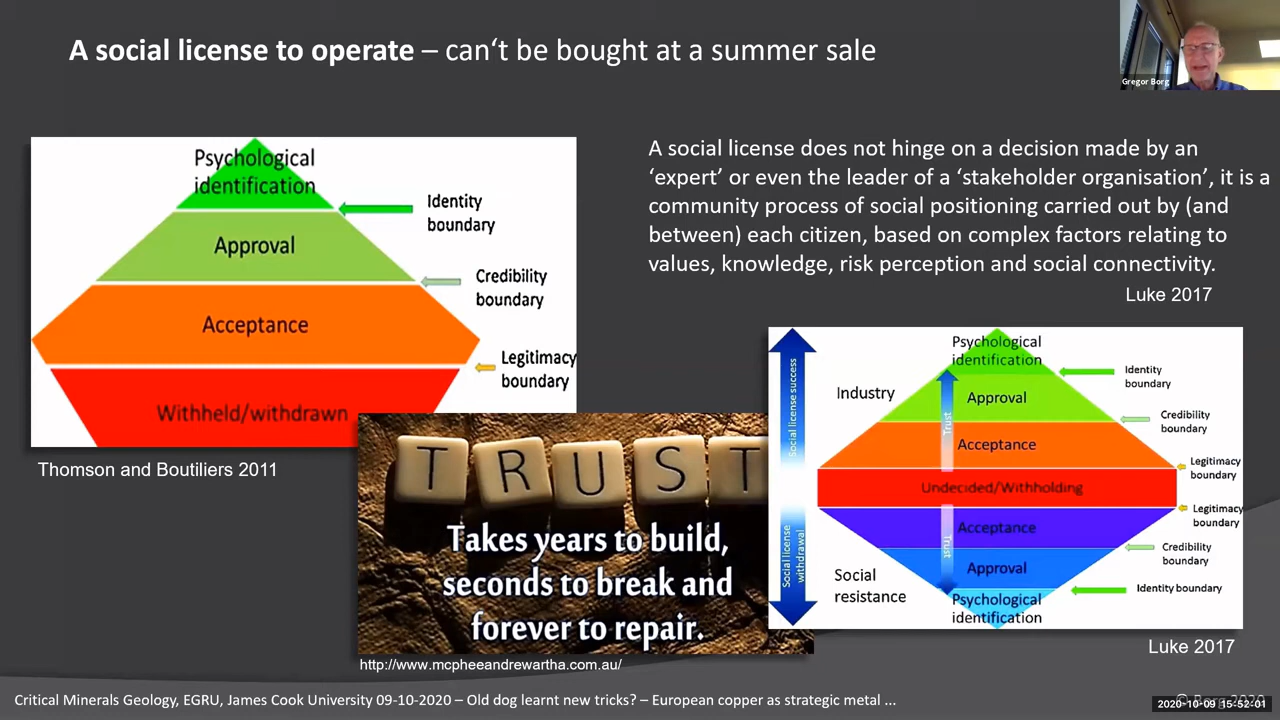 A social license to operate – can‘t be bought at a summer sale
Gregor Borg
Psychological
identification
Identity
boundary
Approval
Credibility
boundary
Acceptance
Legitimacy
boundary
Withheld/withdrawn
Thomson and Boutiliers 2011
A social license does not hinge on a decision made by an
‘expert’ or even the leader of a ‘stakeholder organisation’, it is a
community process of social positioning carried out by (and
between) each citizen, based on complex factors relating to
values, knowledge, risk perception and social connectivity.
Luke 2017
TRUST
Takes years to build,
seconds to break and
forever to repair.
http://www.mcpheeandrewartha.com.au/
Social license success
Social license
withdrawal
Industry
Social
resistance
Trust
Trust
Psychological
identification
Identity
boundary
Approval
Credibility
boundary
Acceptance
Legitimacy
boundary
Undecided/Withholding
Legitimacy
boundary
Acceptance
Credibility
boundary
Approval
Identity boundary
Psychological
identification
Luke 2017
Critical Minerals Geology, EGRU, James Cook University 09-10-2020 – Old dog learnt new tricks? – European copper as strategic metal ...
© Borg 2020
2020-10-09 15-52-01